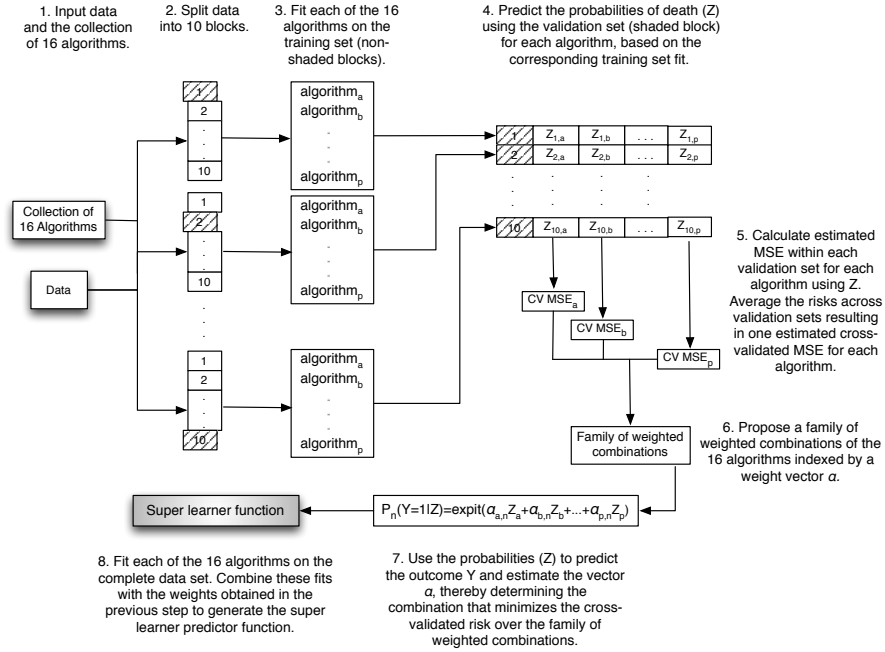 1. Input data
and the collection
of 16 algorithms.
2. Split data
into 10 blocks.
3. Fit each of the 16
algorithms on
the training set (non-
shaded blocks).
4. Predict the probabilities of death (Z)
using the validation set (shaded block)
for each algorithm, based on the
corresponding training set fit.
1
2
.
.
.
10
algorithm_a
algorithm_b
.
.
.
algorithm_p
1 Z_1,a Z_1,b . . . Z_1,p
2 Z_2,a Z_2,b . . . Z_2,p
. . . .
. . . .
10 Z_10,a Z_10,b . . . Z_10,p
Collection of
16 Algorithms
Data
1
2
.
.
.
10
algorithm_a
algorithm_b
.
.
.
algorithm_p
.
.
.
1
2
.
.
.
10
algorithm_a
algorithm_b
.
.
.
algorithm_p
CV MSE_a
CV MSE_b
CV MSE_p
5. Calculate estimated
MSE within each
validation set for each
algorithm using Z.
Average the risks across
validation sets resulting
in one estimated cross-
validated MSE for each
algorithm.
Family of weighted
combinations
6. Propose a family of
weighted combinations of the
16 algorithms indexed by a
weight vector α.
Super learner function
P_n(Y=1|Z)=expit(α_a,n Z_a+α_b,n Z_b+...+α_p,n Z_p)
8. Fit each of the 16 algorithms on the
complete data set. Combine these fits
with the weights obtained in the
previous step to generate the super
learner predictor function.
7. Use the probabilities (Z) to predict
the outcome Y and estimate the vector
α, thereby determining the
combination that minimizes the cross-
validated risk over the family of
weighted combinations.